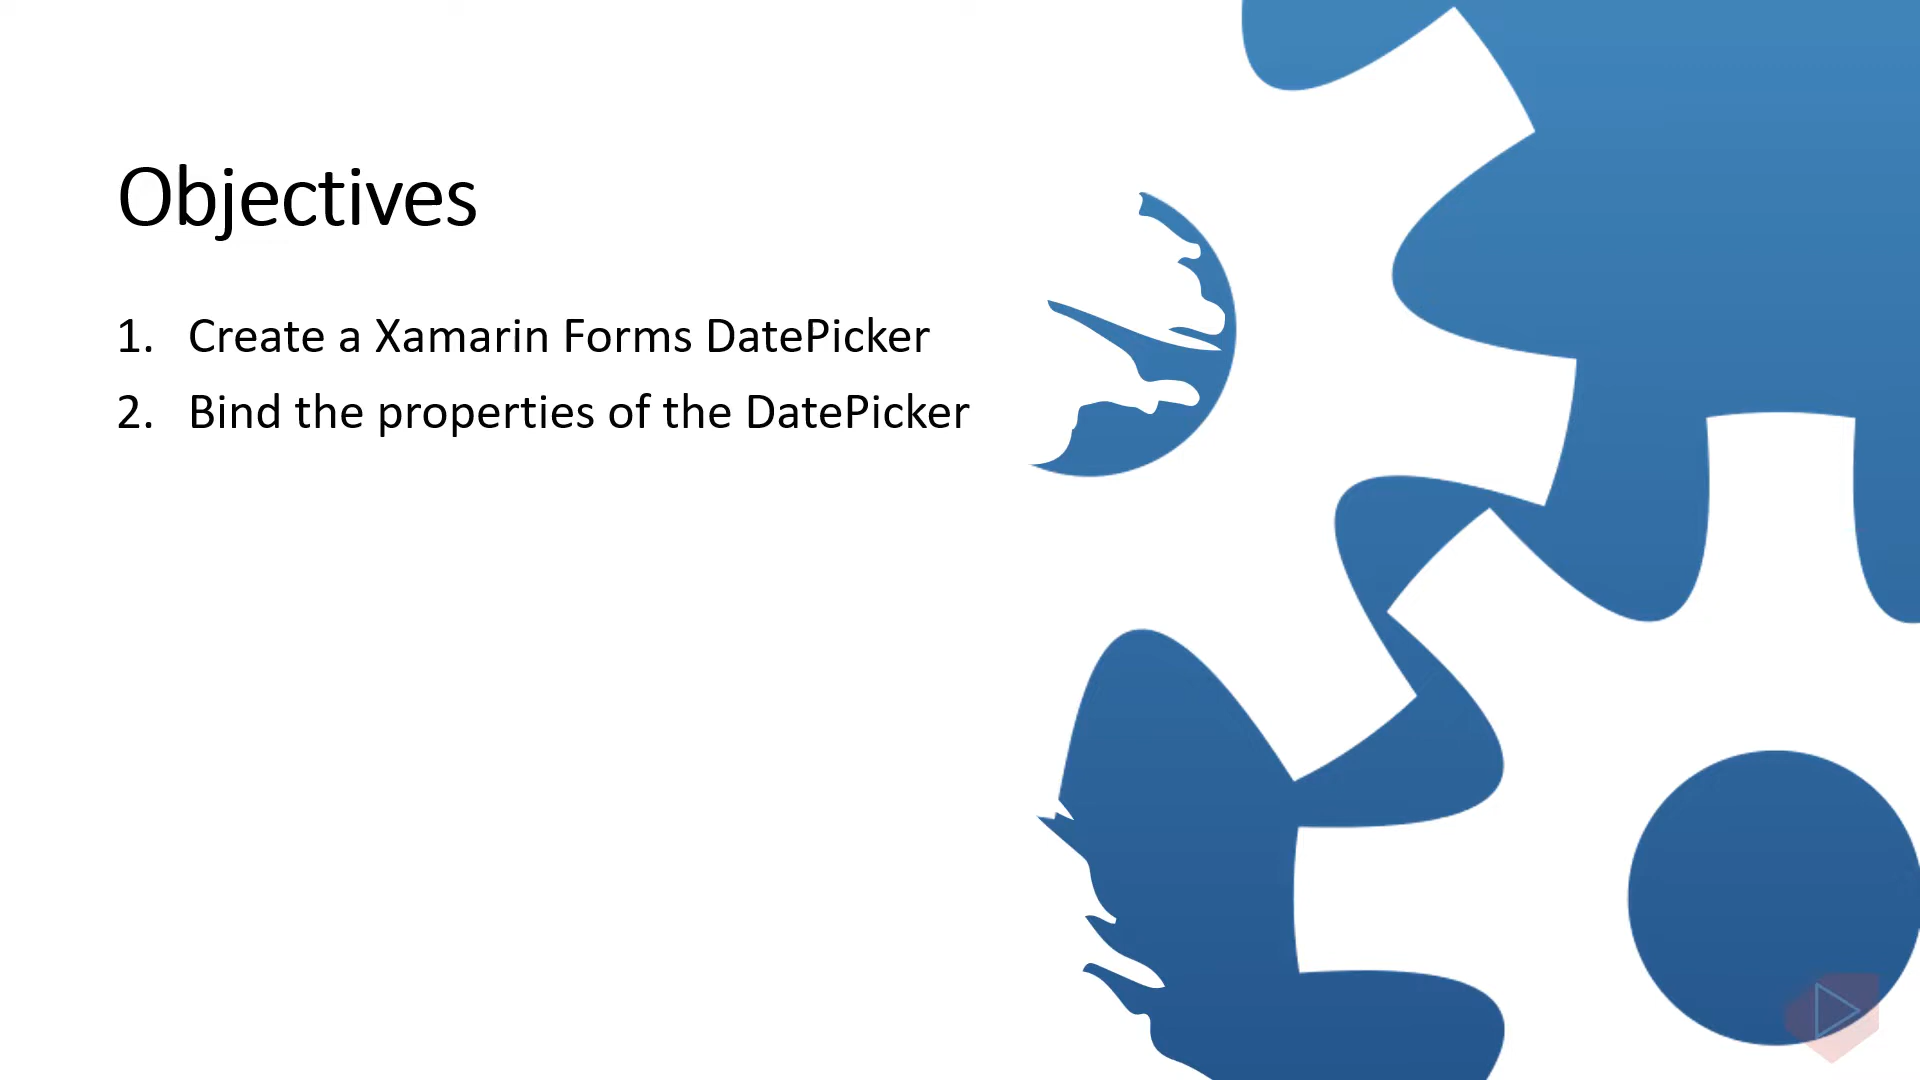 Objectives
1. Create a Xamarin Forms DatePicker
2. Bind the properties of the DatePicker